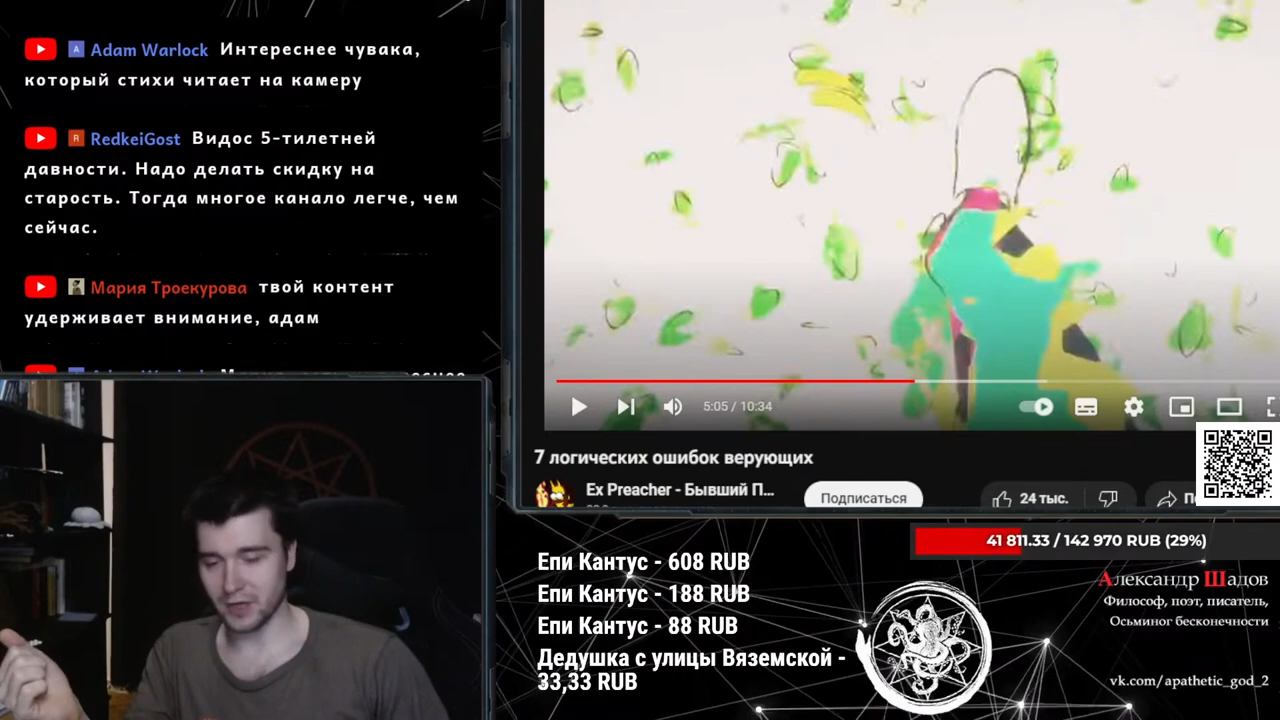 Adam Warlock Интереснее чувака,
который стихи читает на камеру
RedkeiGost Видос 5-тилетней
давности. Надо делать скидку на
старость. Тогда многое канало легче, чем
сейчас.
Мария Троекурова твой контент
удерживает внимание, адам
5:05 / 10:34
7 логических ошибок верующих
Ex Preacher - Бывший П...
Подписаться
24 тыс.
41 811.33 / 142 970 RUB (29%)
Епи Кантус - 608 RUB
Епи Кантус - 188 RUB
Епи Кантус - 88 RUB
Дедушка с улицы Вяземской -
33,33 RUB
Александр Шадов
Философ, поэт, писатель,
Осьминог бесконечности
vk.com/apathetic_god_2